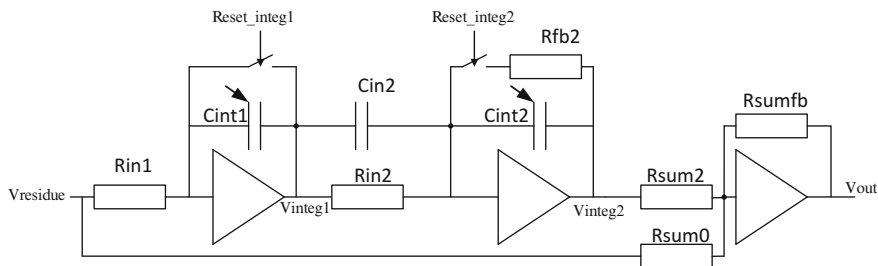 Reset_integ1
Reset_integ2
Rfb2
Cin2
Cint1
Cint2
Rsumfb
Rin1
Rin2
Rsum2
Vresidue
Vinteg1
Vinteg2
Vout
Rsum0